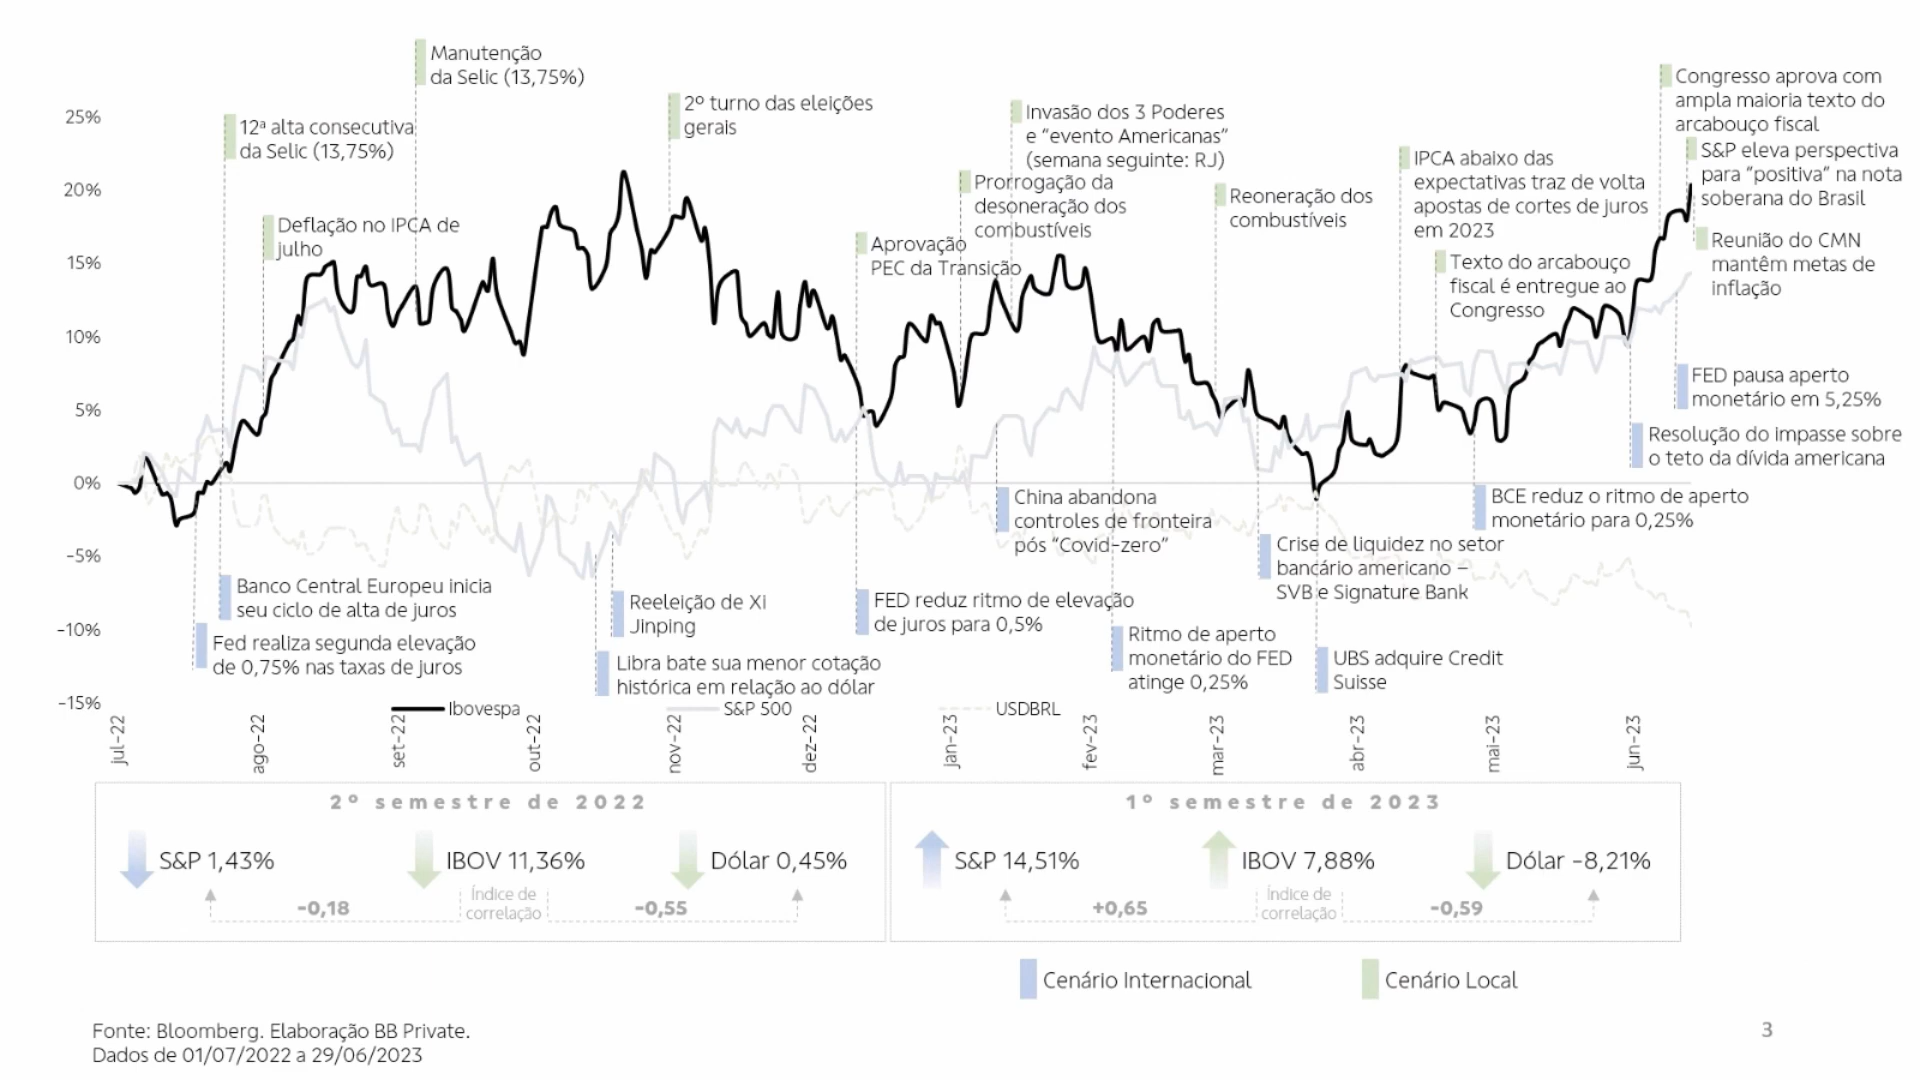 Manutenção
da Selic (13,75%)
Congresso aprova com
ampla maioria texto do
arcabouço fiscal
25%
12ª alta consecutiva
da Selic (13,75%)
2º turno das eleições
gerais
Invasão dos 3 Poderes
e “evento Americanas”
(semana seguinte: RJ)
IPCA abaixo das
expectativas traz de volta
apostas de cortes de juros
em 2023
S&P eleva perspectiva
para “positiva” na nota
soberana do Brasil
20%
Prorrogação da
desoneração dos
combustíveis
Reoneração dos
combustíveis
Deflação no IPCA de
julho
Aprovação
PEC da Transição
Reunião do CMN
mantêm metas de
inflação
15%
Texto do arcabouço
fiscal é entregue ao
Congresso
10%
FED pausa aperto
monetário em 5,25%
5%
Resolução do impasse sobre
o teto da dívida americana
0%
China abandona
controles de fronteira
pós “Covid-zero”
BCE reduz o ritmo de aperto
monetário para 0,25%
-5%
Crise de liquidez no setor
bancário americano –
SVB e Signature Bank
Banco Central Europeu inicia
seu ciclo de alta de juros
Reeleição de Xi
Jinping
FED reduz ritmo de elevação
de juros para 0,5%
-10%
Fed realiza segunda elevação
de 0,75% nas taxas de juros
Ritmo de aperto
monetário do FED
atinge 0,25%
Libra bate sua menor cotação
histórica em relação ao dólar
UBS adquire Credit
Suisse
-15%
Ibovespa
S&P 500
USDBRL
jul-22
ago-22
set-22
out-22
nov-22
dez-22
jan-23
fev-23
mar-23
abr-23
mai-23
jun-23
2º semestre de 2022
S&P 1,43%
IBOV 11,36%
Dólar 0,45%
-0,18
Índice de
correlação
-0,55
1º semestre de 2023
S&P 14,51%
IBOV 7,88%
Dólar -8,21%
+0,65
Índice de
correlação
-0,59
Cenário Internacional
Cenário Local
Fonte: Bloomberg. Elaboração BB Private.
Dados de 01/07/2022 a 29/06/2023
3